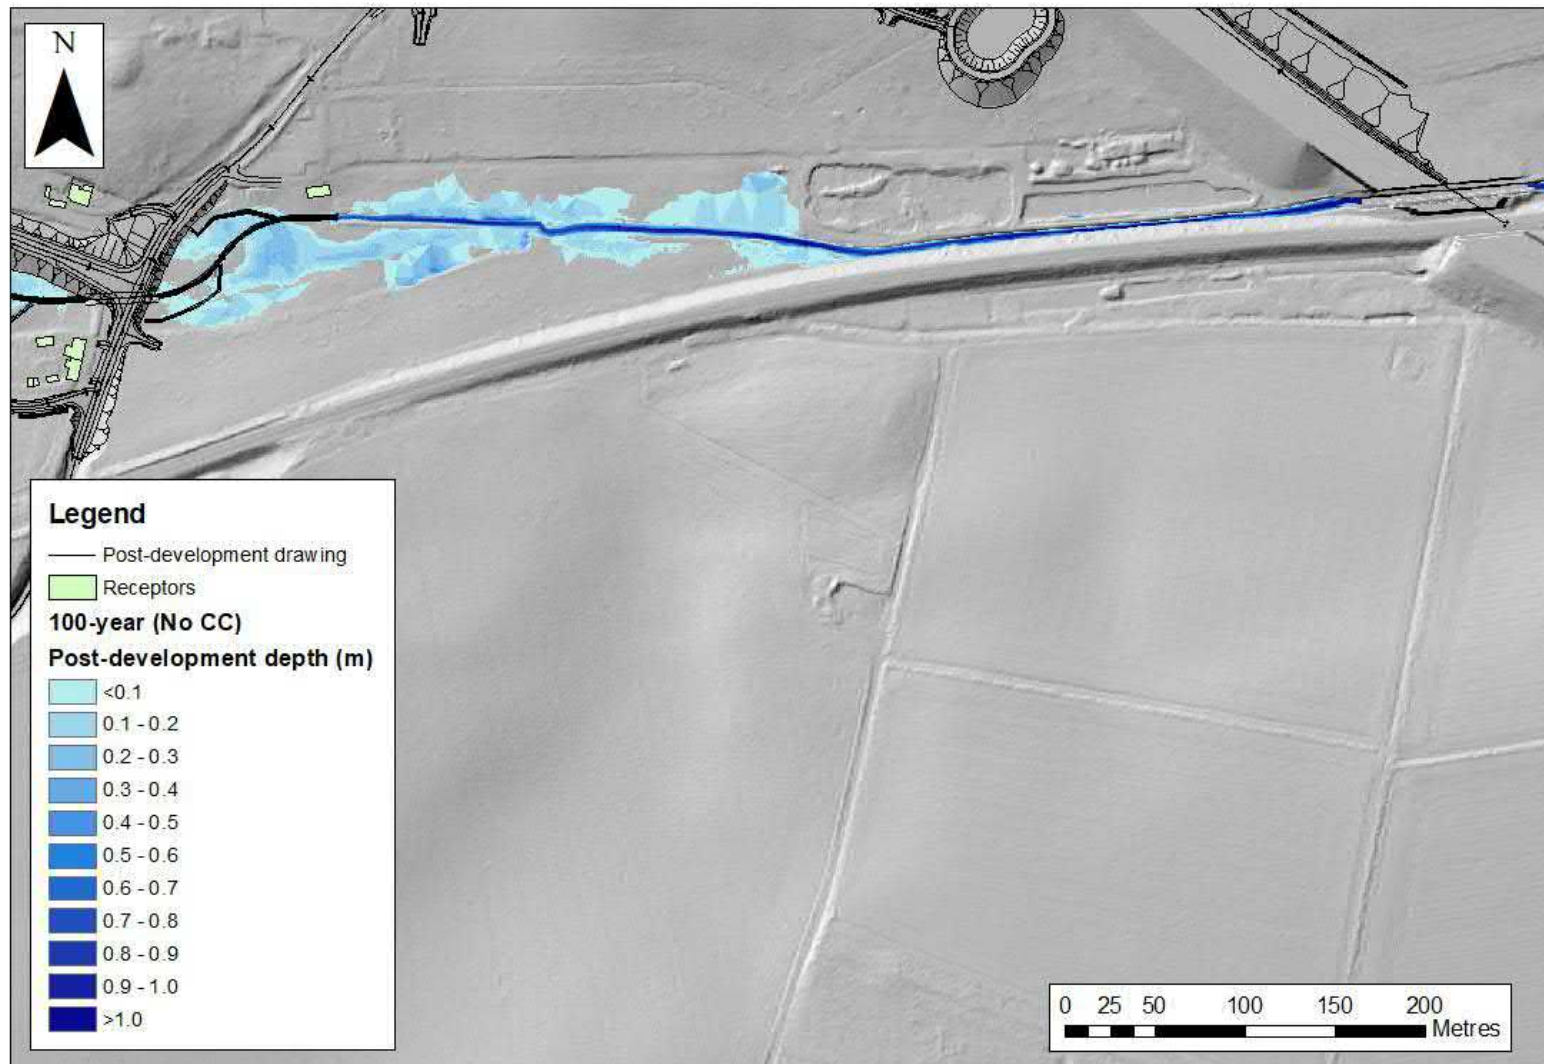 N
Legend
Post-development drawing
Receptors
100-year (No CC)
Post-development depth (m)
<0.1
0.1 - 0.2
0.2 - 0.3
0.3 - 0.4
0.4 - 0.5
0.5 - 0.6
0.6 - 0.7
0.7 - 0.8
0.8 - 0.9
0.9 - 1.0
>1.0
0 25 50 100 150 200
Metres